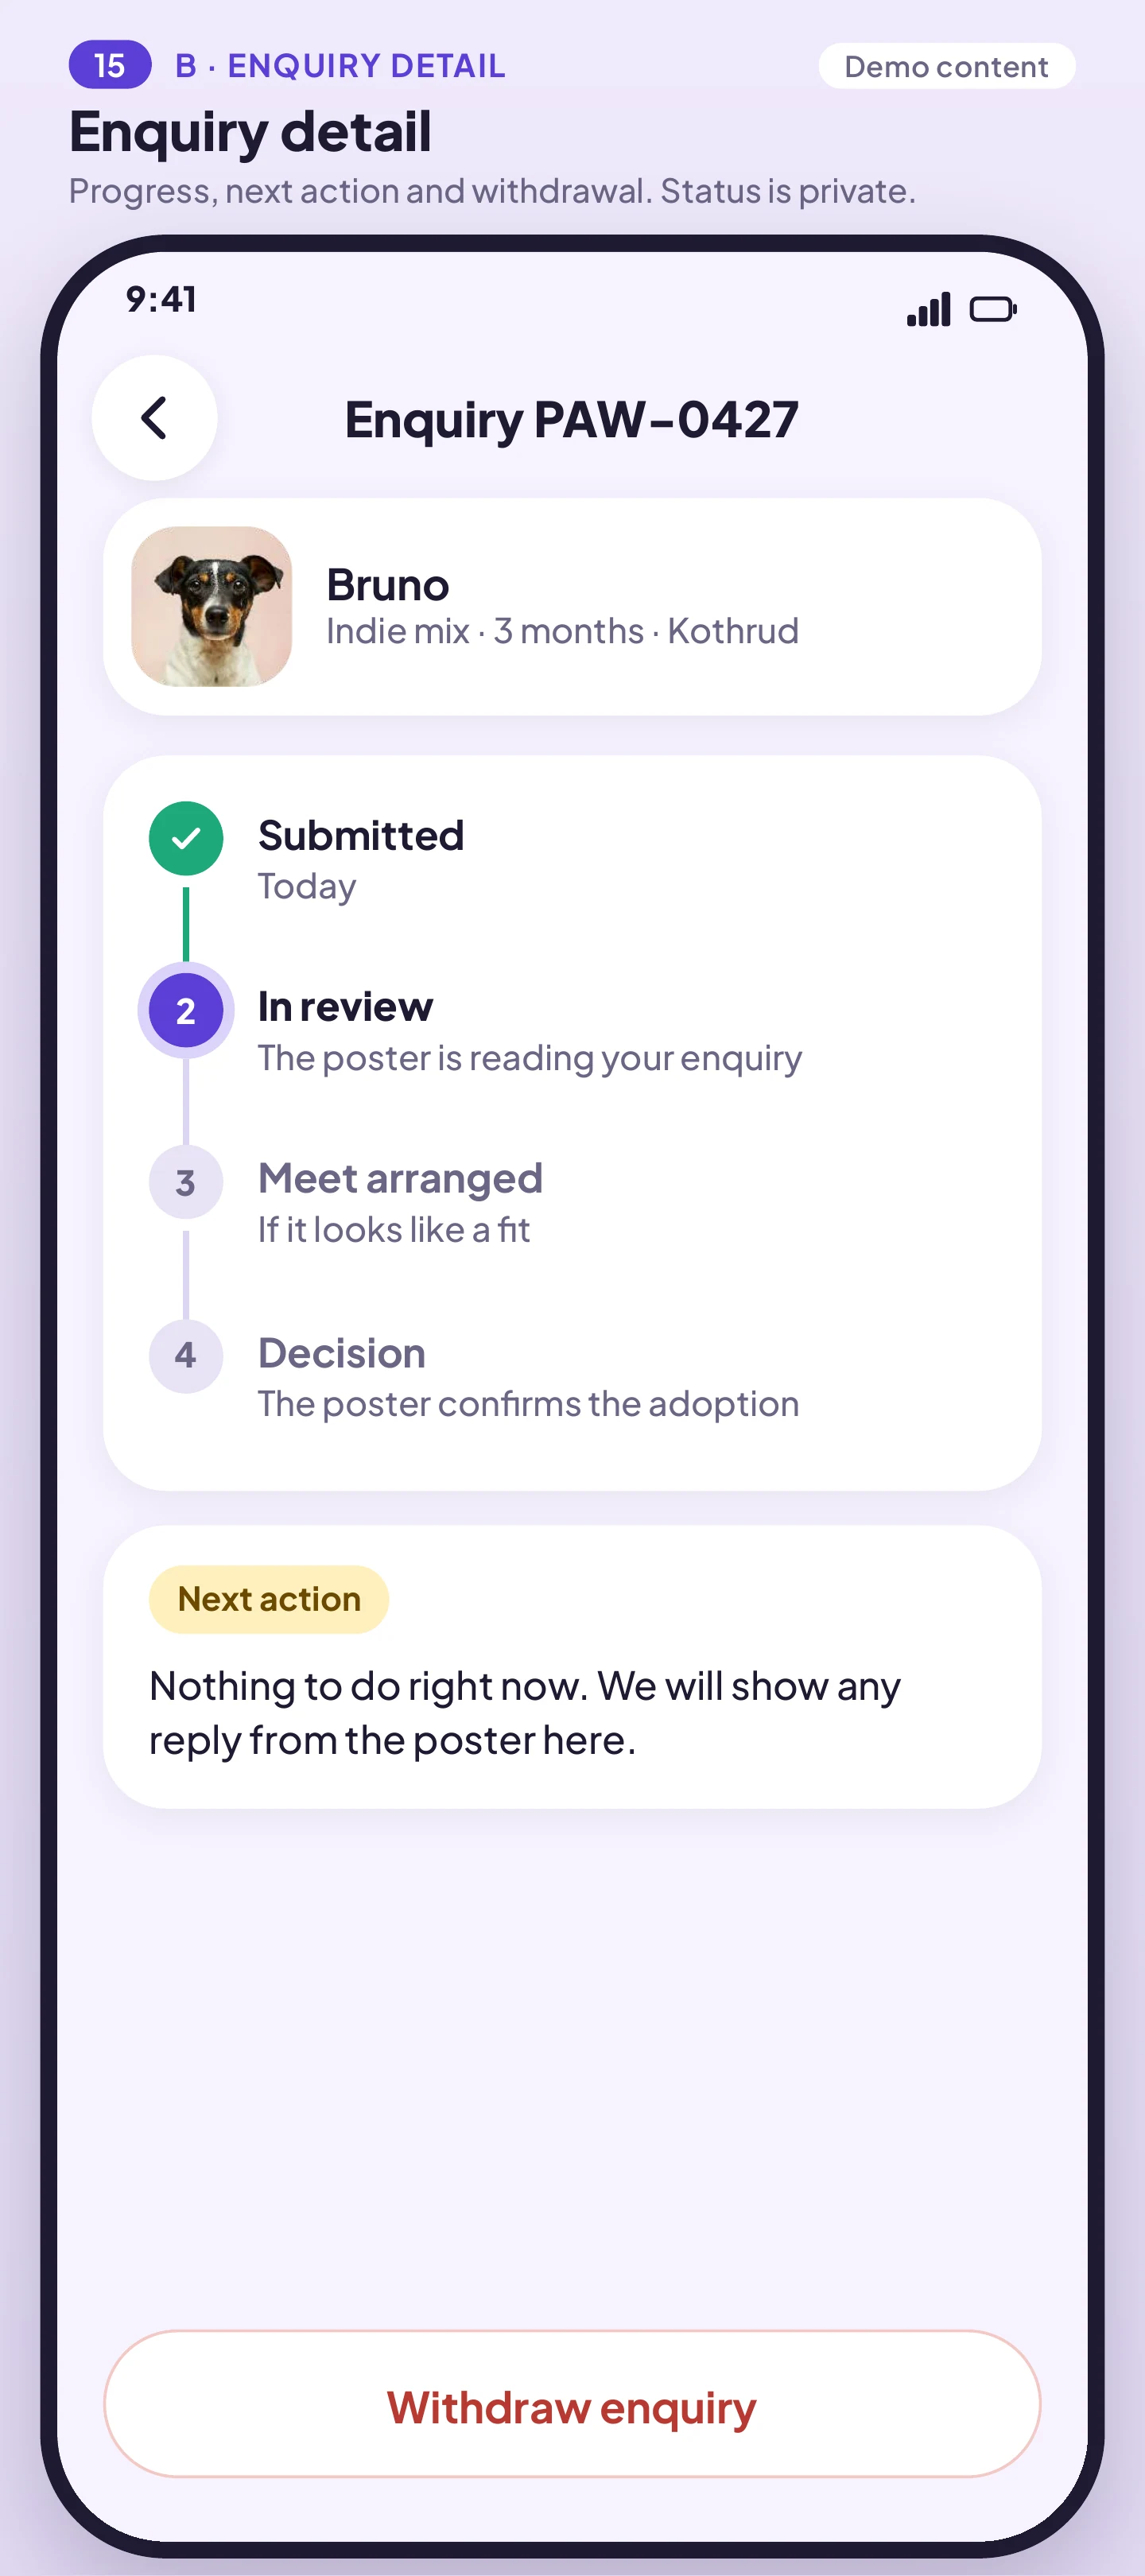 15 B · ENQUIRY DETAIL Demo content
Enquiry detail
Progress, next action and withdrawal. Status is private.
9:41
Enquiry PAW-0427
Bruno
Indie mix · 3 months · Kothrud
Submitted
Today
2 In review
The poster is reading your enquiry
3 Meet arranged
If it looks like a fit
4 Decision
The poster confirms the adoption
Next action
Nothing to do right now. We will show any
reply from the poster here.
Withdraw enquiry